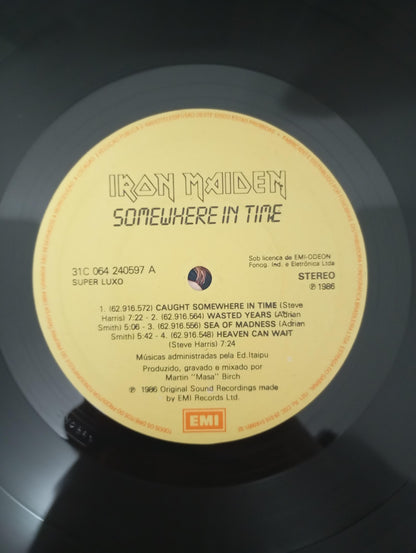 IRON MAIDEN
SOMEWHERE IN TIME
31C 064 240597 A
SUPER LUXO
Sob licenca de EMI-ODEON
Fonog. Ind. e Eletrônica Ltda
STEREO
℗ 1986
1. (62.916.572) CAUGHT SOMEWHERE IN TIME (Steve
Harris) 7:22 - 2. (62.916.564) WASTED YEARS (Adrian
Smith) 5:06 - 3. (62.916.556) SEA OF MADNESS (Adrian
Smith) 5:42 - 4. (62.916.548) HEAVEN CAN WAIT
(Steve Harris) 7:24
Músicas administradas pela Ed. Itaipu
Produzido, gravado e mixado por
Martin "Masa" Birch
℗ 1986 Original Sound Recordings made
by EMI Records Ltd.
EMI